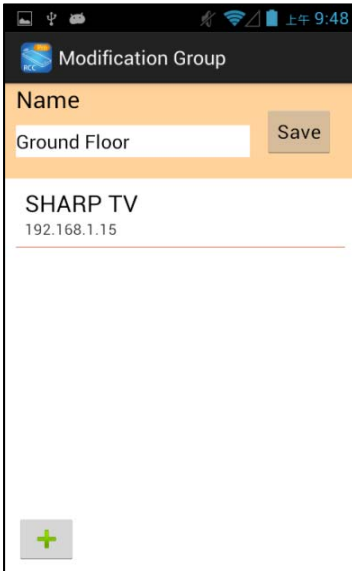 上午 9:48
Modification Group
Name
Ground Floor
Save
SHARP TV
192.168.1.15